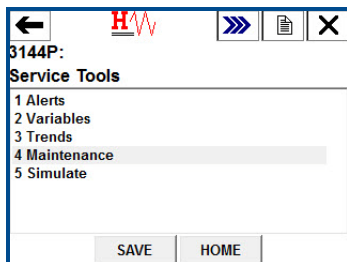 H
3144P:
Service Tools
1 Alerts
2 Variables
3 Trends
4 Maintenance
5 Simulate
SAVE HOME